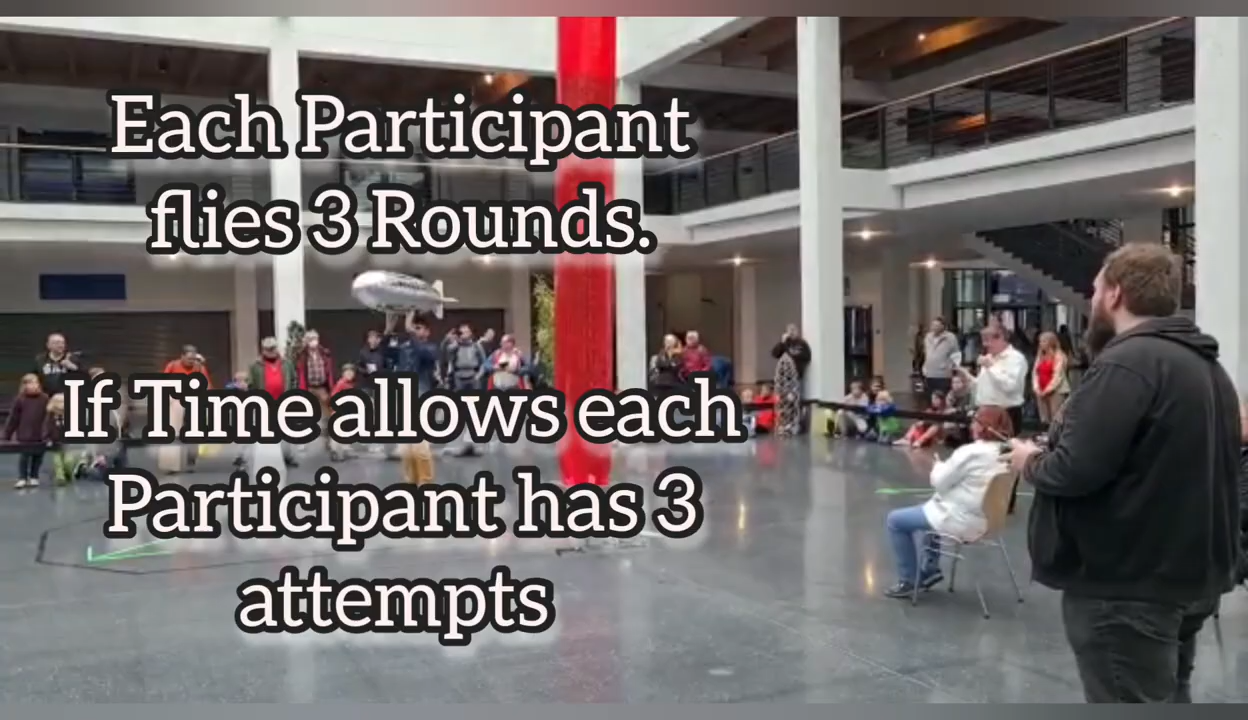 Each Participant
flies 3 Rounds.
If Time allows each
Participant has 3
attempts